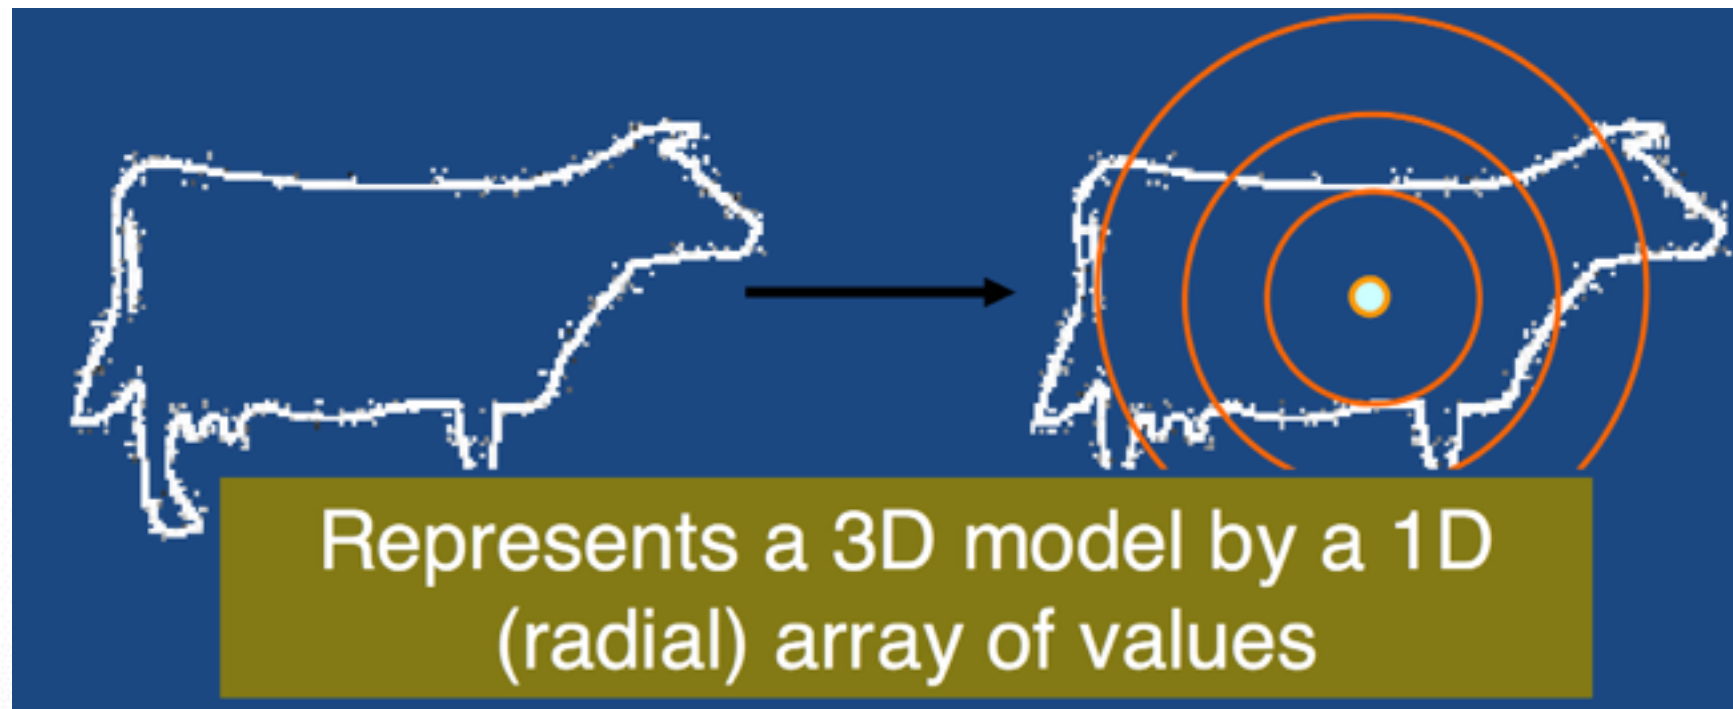 Represents a 3D model by a 1D
(radial) array of values